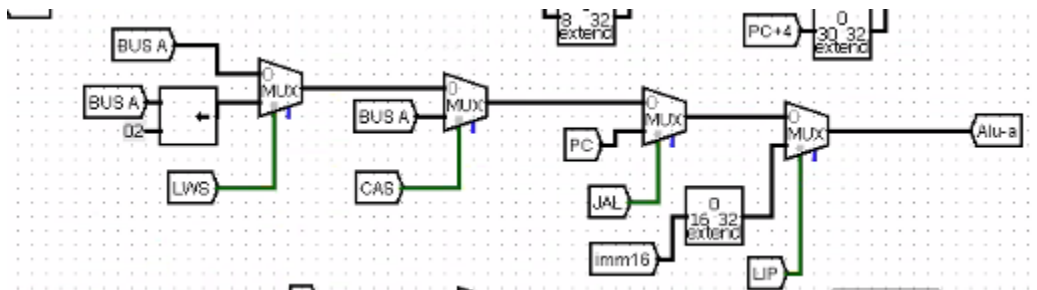 8 32
extend
PC+4
0
30 32
extend
BUS A
0
MUX
BUS A
02
LWS
0
MUX
BUS A
CAS
0
MUX
PC
JAL
0
MUX
Alu-a
0
16 32
extend
imm16
LIP